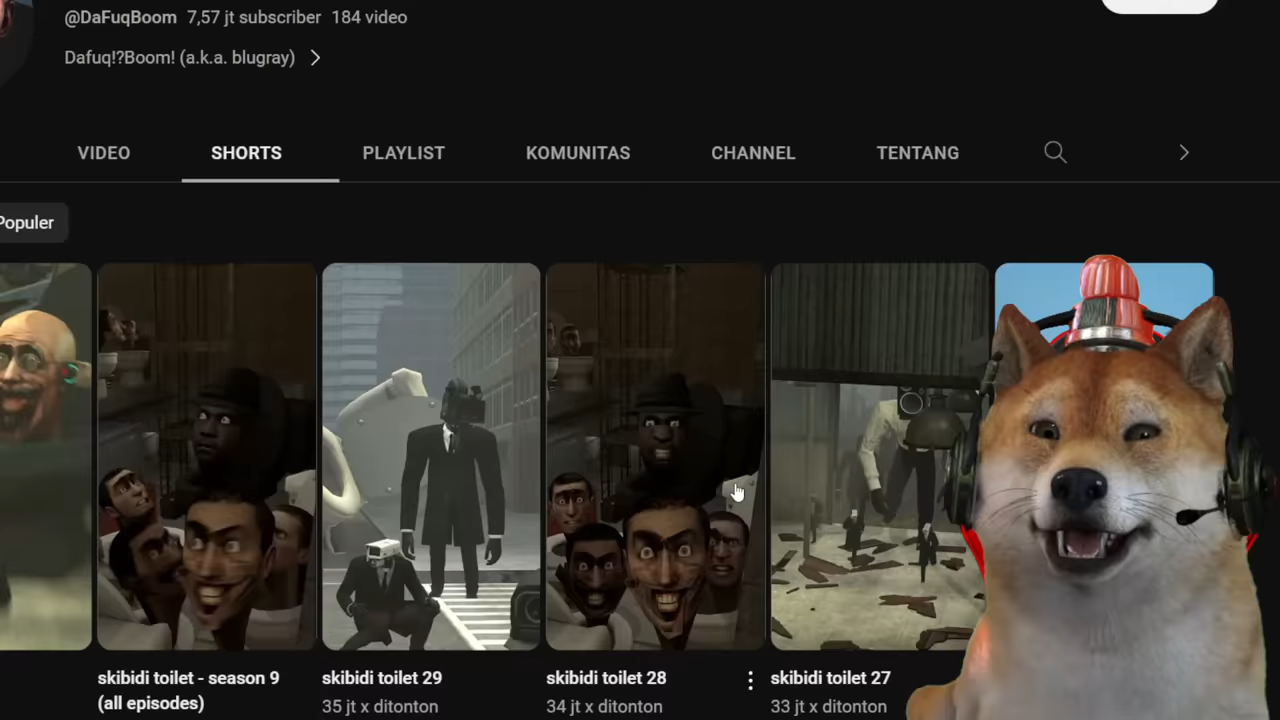 @DaFuqBoom 7,57 jt subscriber 184 video
Dafuq!?Boom! (a.k.a. blugray)
VIDEO SHORTS PLAYLIST KOMUNITAS CHANNEL TENTANG
Populer
skibidi toilet - season 9 skibidi toilet 29 skibidi toilet 28 skibidi toilet 27
(all episodes) 35 jt x ditonton 34 jt x ditonton 33 jt x ditonton